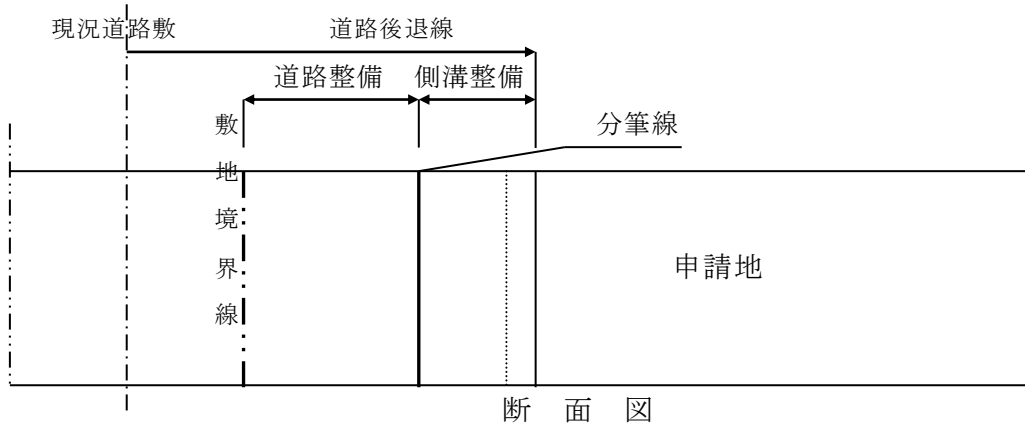 現況道路敷
道路後退線
道路整備
側溝整備
敷地境界線
分筆線
申請地
断面図